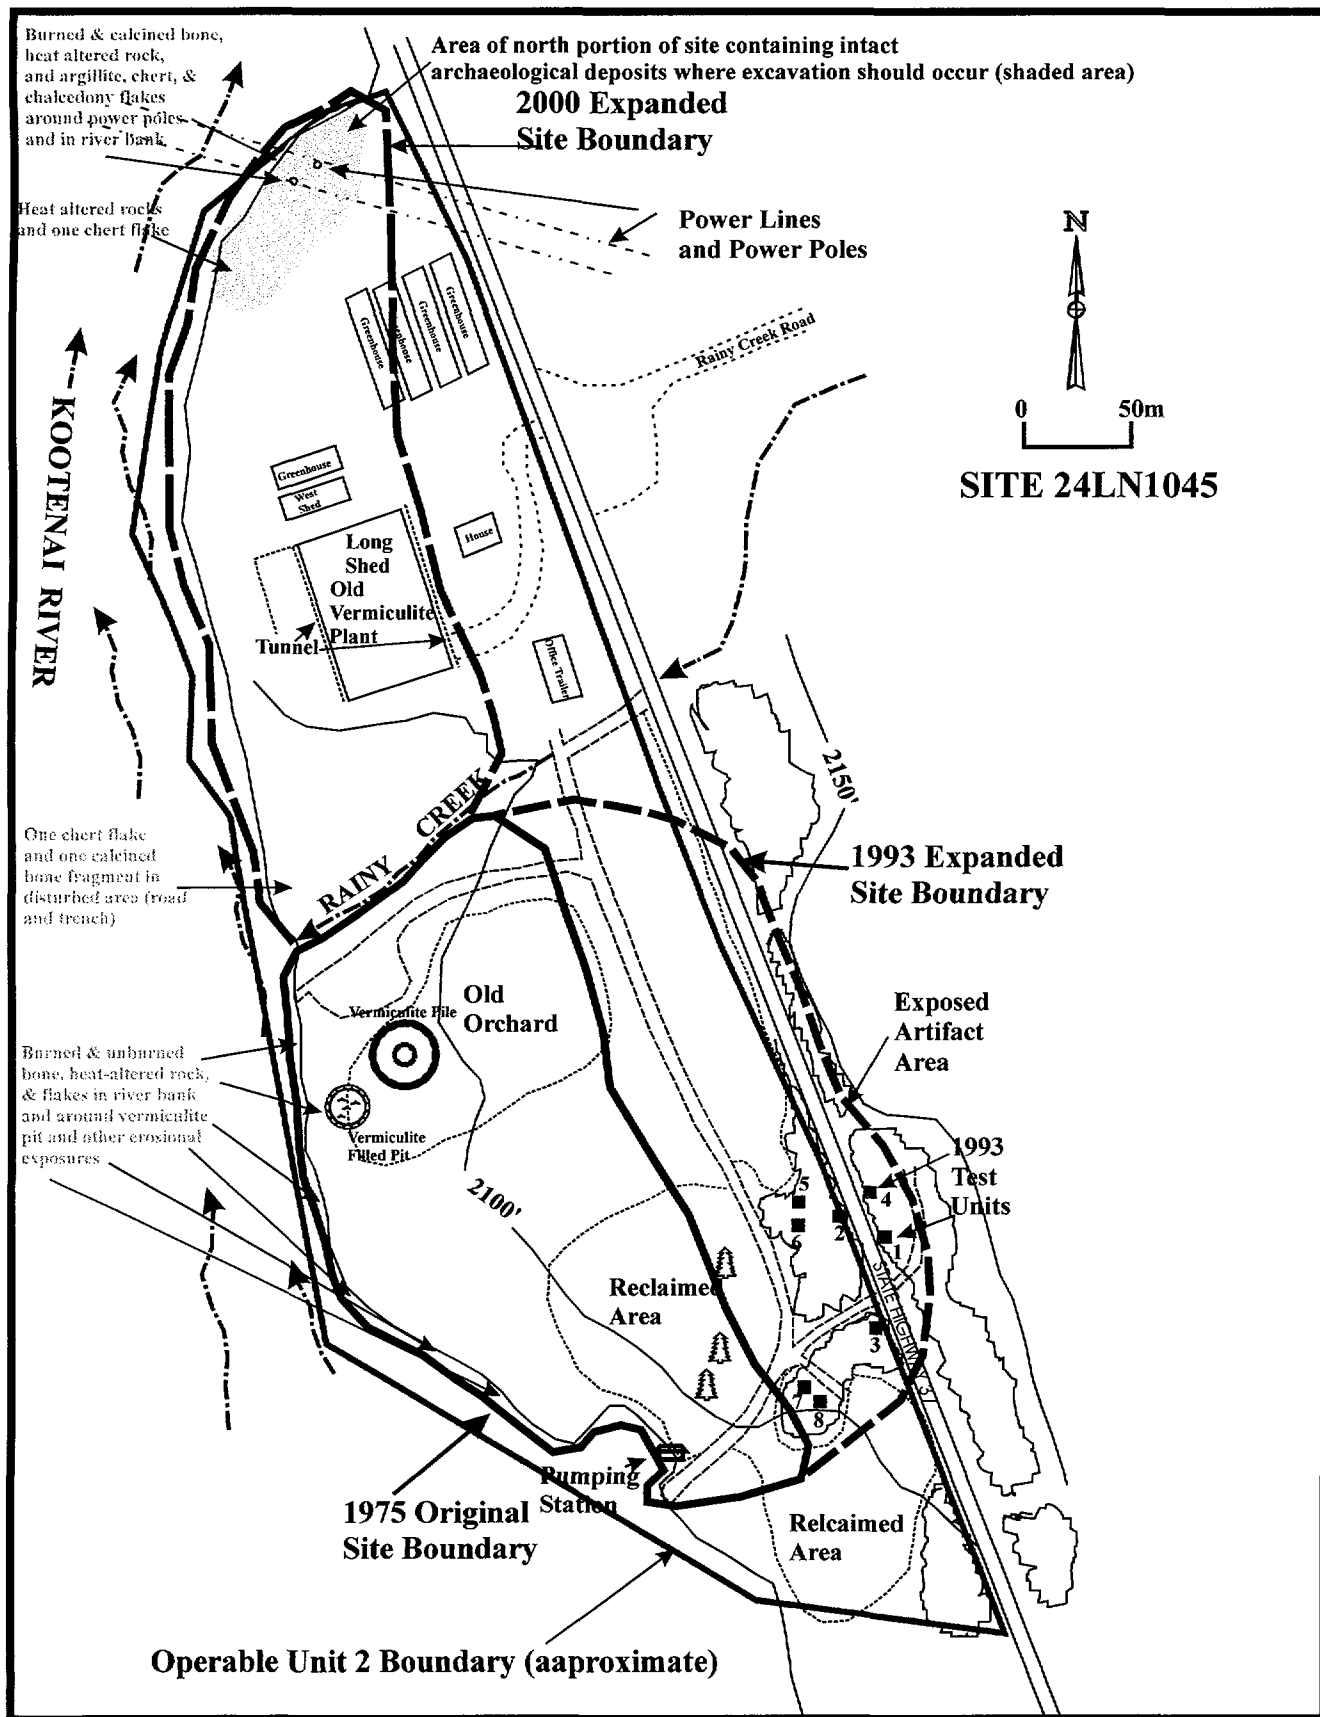 Burned & calcined bone,
heat altered rock,
and argillite, chert, &
chalcedony flakes
around power poles
and in river bank
Area of north portion of site containing intact
archaeological deposits where excavation should occur (shaded area)
2000 Expanded
Site Boundary
Heat altered rocks
and one chert flake
Power Lines
and Power Poles
N
0 50m
SITE 24LN1045
Greenhouse
Greenhouse
Greenhouse
Rainy Creek Road
KOOTENAI RIVER
Greenhouse
West
Shed
House
Long
Shed
Old
Vermiculite
Plant
Tunnel
Office Trailer
2150'
RAINY CREEK
One chert flake
and one calcined
bone fragment in
disturbed area (road
and trench)
1993 Expanded
Site Boundary
Old
Orchard
Vermiculite Pile
Exposed
Artifact
Area
Burned & unburned
bone, heat-altered rock,
& flakes in river bank
and around vermiculite
pit and other erosional
exposures
Vermiculite
Filled Pit
1993
Test
Units
5
6
2
4
1
3
7
8
2100'
STATE HIGHWAY 37
Reclaimed
Area
Pumping
Station
1975 Original
Site Boundary
Relcaimed
Area
Operable Unit 2 Boundary (aaproximate)